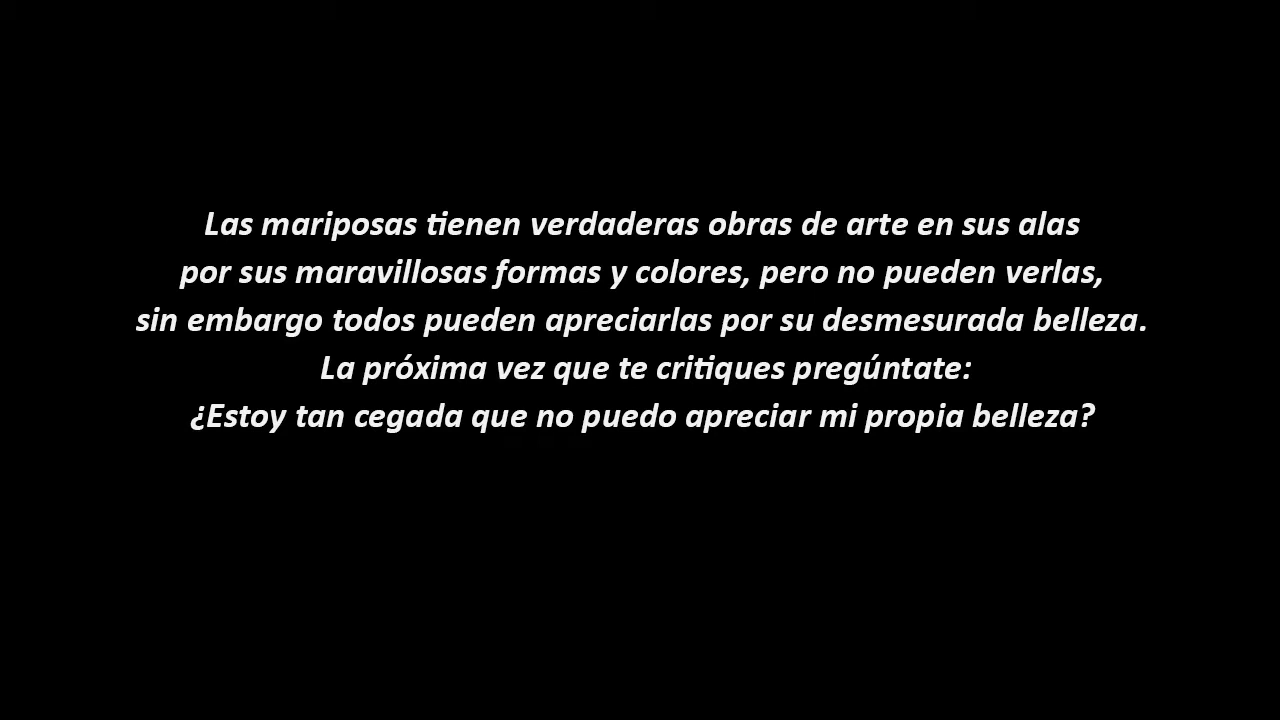 Las mariposas tienen verdaderas obras de arte en sus alas
por sus maravillosas formas y colores, pero no pueden verlas,
sin embargo todos pueden apreciarlas por su desmesurada belleza.
La próxima vez que te critiques pregúntate:
¿Estoy tan cegada que no puedo apreciar mi propia belleza?